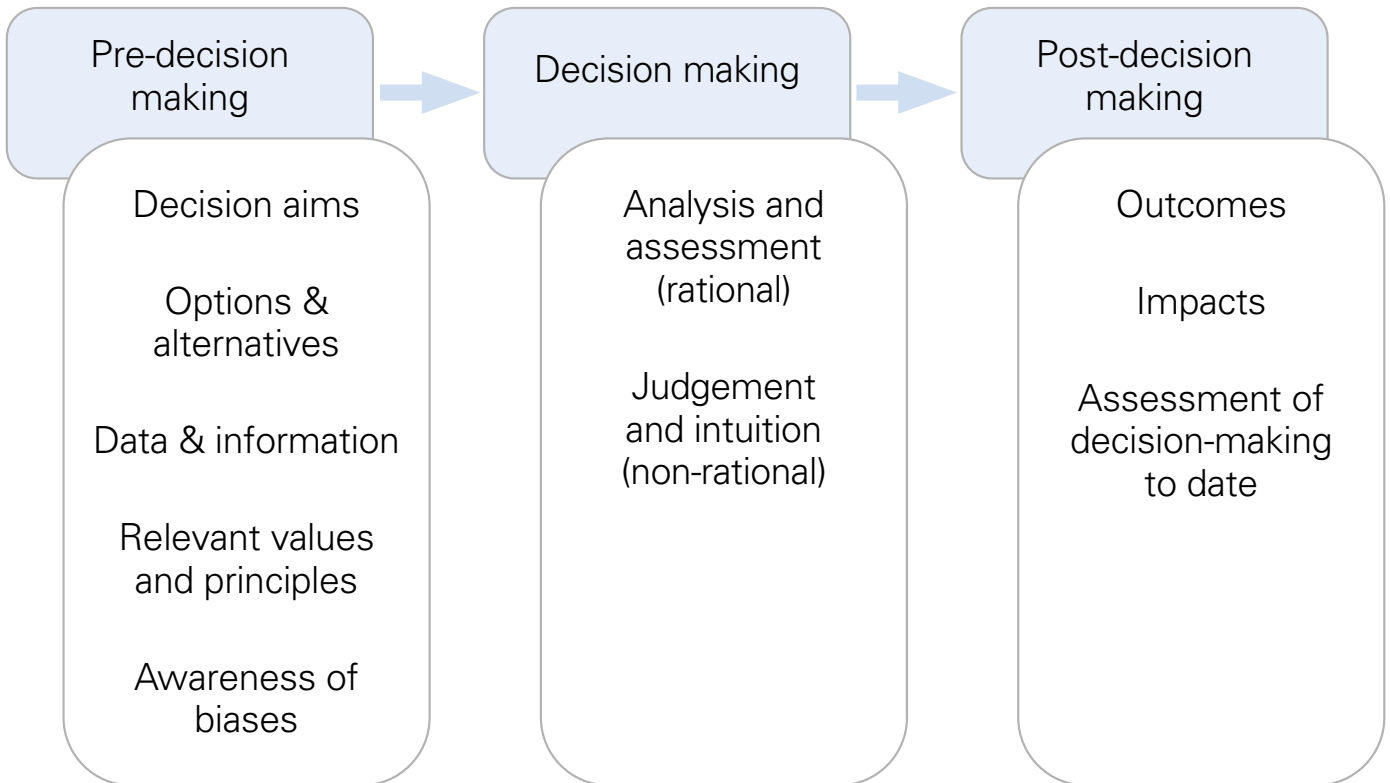 Pre-decision
making
Decision aims
Options &
alternatives
Data & information
Relevant values
and principles
Awareness of
biases
Decision making
Analysis and
assessment
(rational)
Judgement
and intuition
(non-rational)
Post-decision
making
Outcomes
Impacts
Assessment of
decision-making
to date